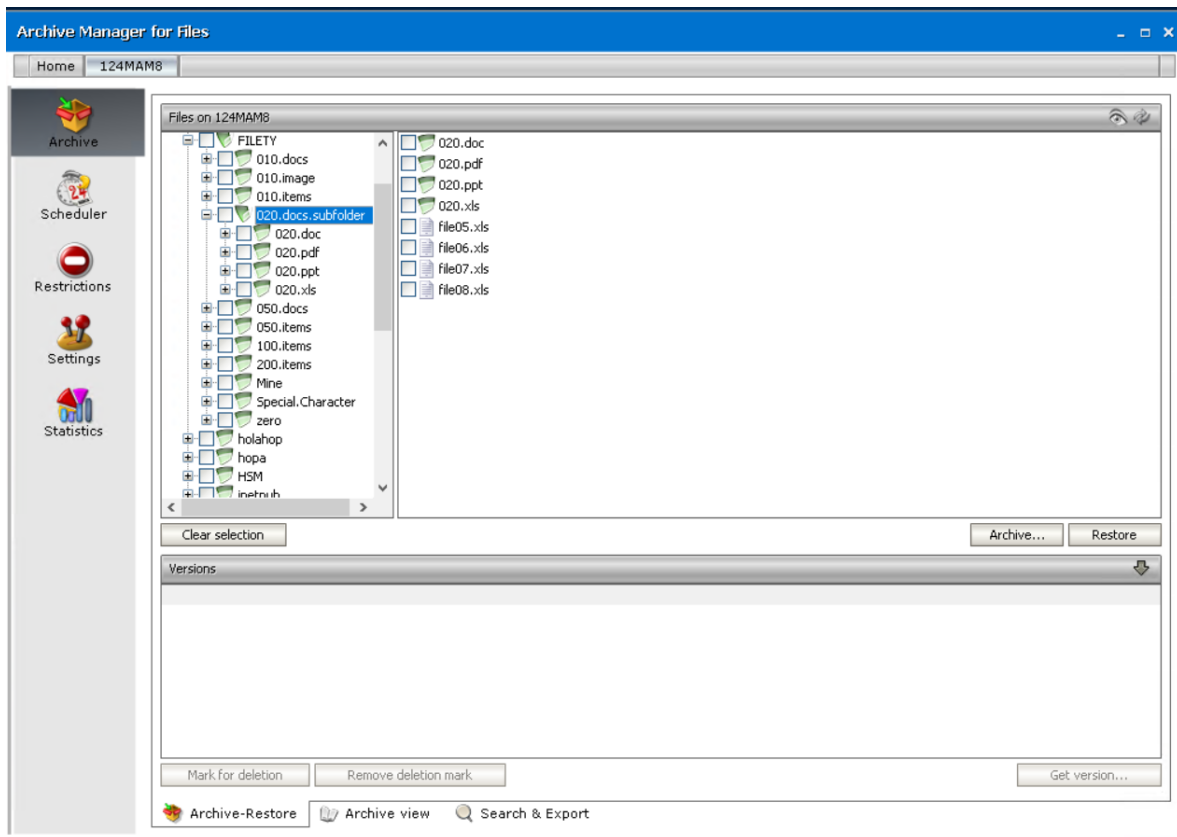 Archive Manager for Files
Home
124MAM8
Archive
Scheduler
Restrictions
Settings
Statistics
Files on 124MAM8
FILETY
010.docs
010.image
010.items
020.docs.subfolder
020.doc
020.pdf
020.ppt
020.xls
050.docs
050.items
100.items
200.items
Mine
Special.Character
zero
holahop
hopa
HSM
inetpub
020.doc
020.pdf
020.ppt
020.xls
file05.xls
file06.xls
file07.xls
file08.xls
Clear selection
Archive...
Restore
Versions
Mark for deletion
Remove deletion mark
Get version...
Archive-Restore
Archive view
Search & Export